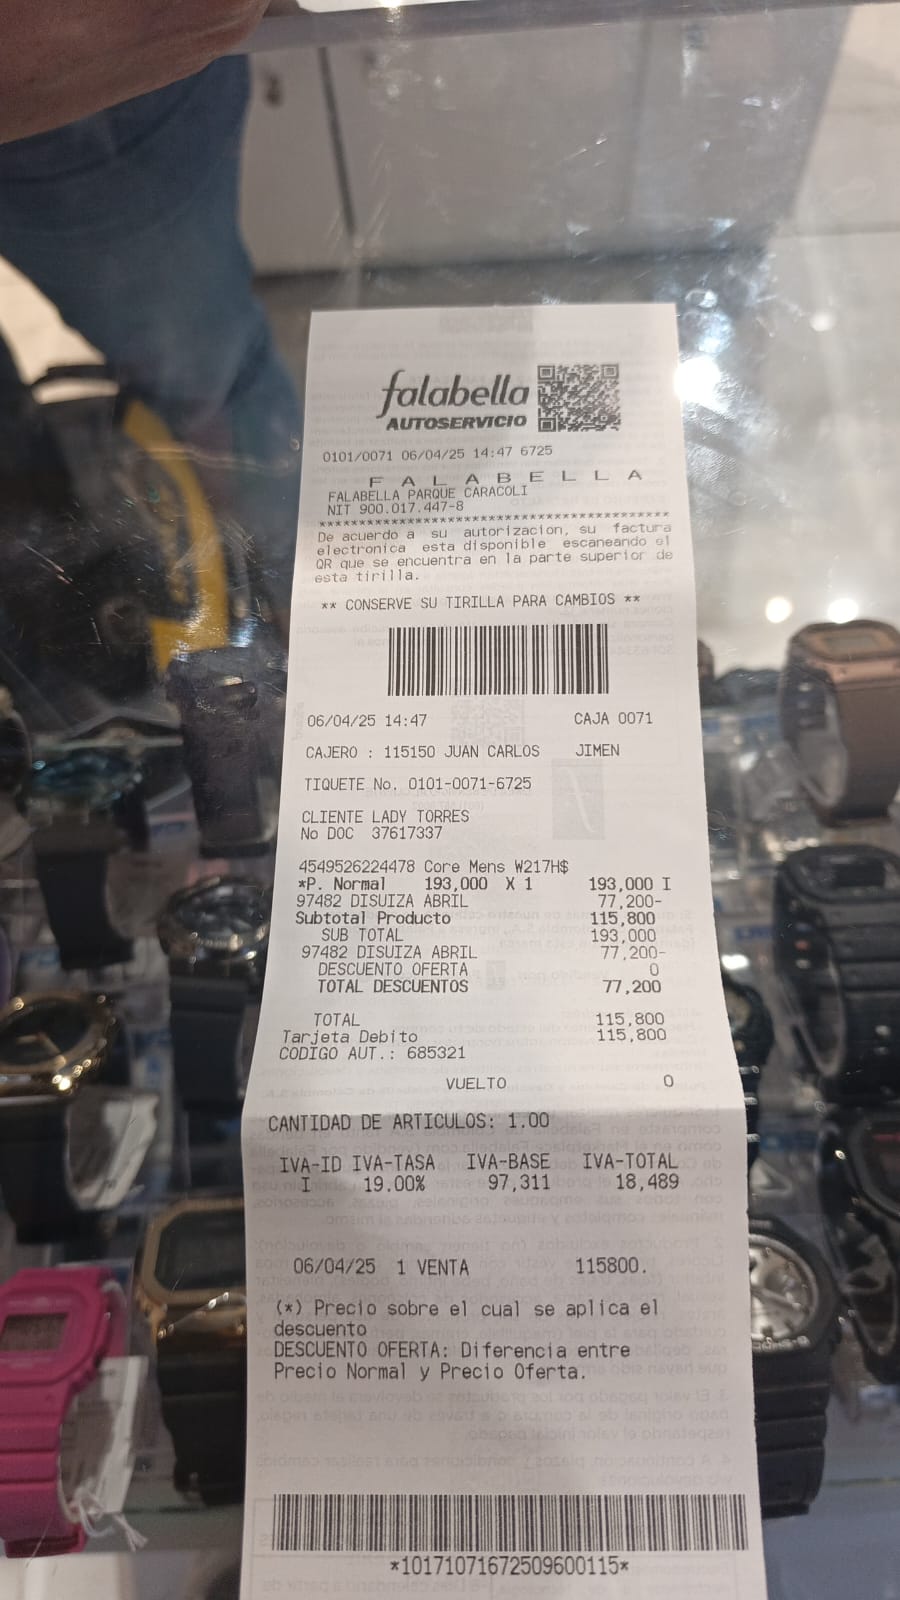 falabella
AUTOSERVICIO
0101/0071 06/04/25 14:47 6725
F A L A B E L L A
FALABELLA PARQUE CARACOLI
NIT 900.017.447-8
******************************************
De acuerdo a su autorizacion, su factura
electronica esta disponible escaneando el
QR que se encuentra en la parte superior de
esta tirilla.
** CONSERVE SU TIRILLA PARA CAMBIOS **
06/04/25 14:47 CAJA 0071
CAJERO : 115150 JUAN CARLOS JIMEN
TIQUETE No. 0101-0071-6725
CLIENTE LADY TORRES
No DOC 37617337
4549526224478 Core Mens W217H$
*P. Normal 193,000 X 1 193,000 I
97482 DISUIZA ABRIL 77,200-
Subtotal Producto 115,800
SUB TOTAL 193,000
97482 DISUIZA ABRIL 77,200-
DESCUENTO OFERTA 0
TOTAL DESCUENTOS 77,200
TOTAL 115,800
Tarjeta Debito 115,800
CODIGO AUT.: 685321
VUELTO 0
CANTIDAD DE ARTICULOS: 1.00
IVA-ID IVA-TASA IVA-BASE IVA-TOTAL
I 19.00% 97,311 18,489
06/04/25 1 VENTA 115800.
(*) Precio sobre el cual se aplica el
descuento
DESCUENTO OFERTA: Diferencia entre
Precio Normal y Precio Oferta.
*10171071672509600115*